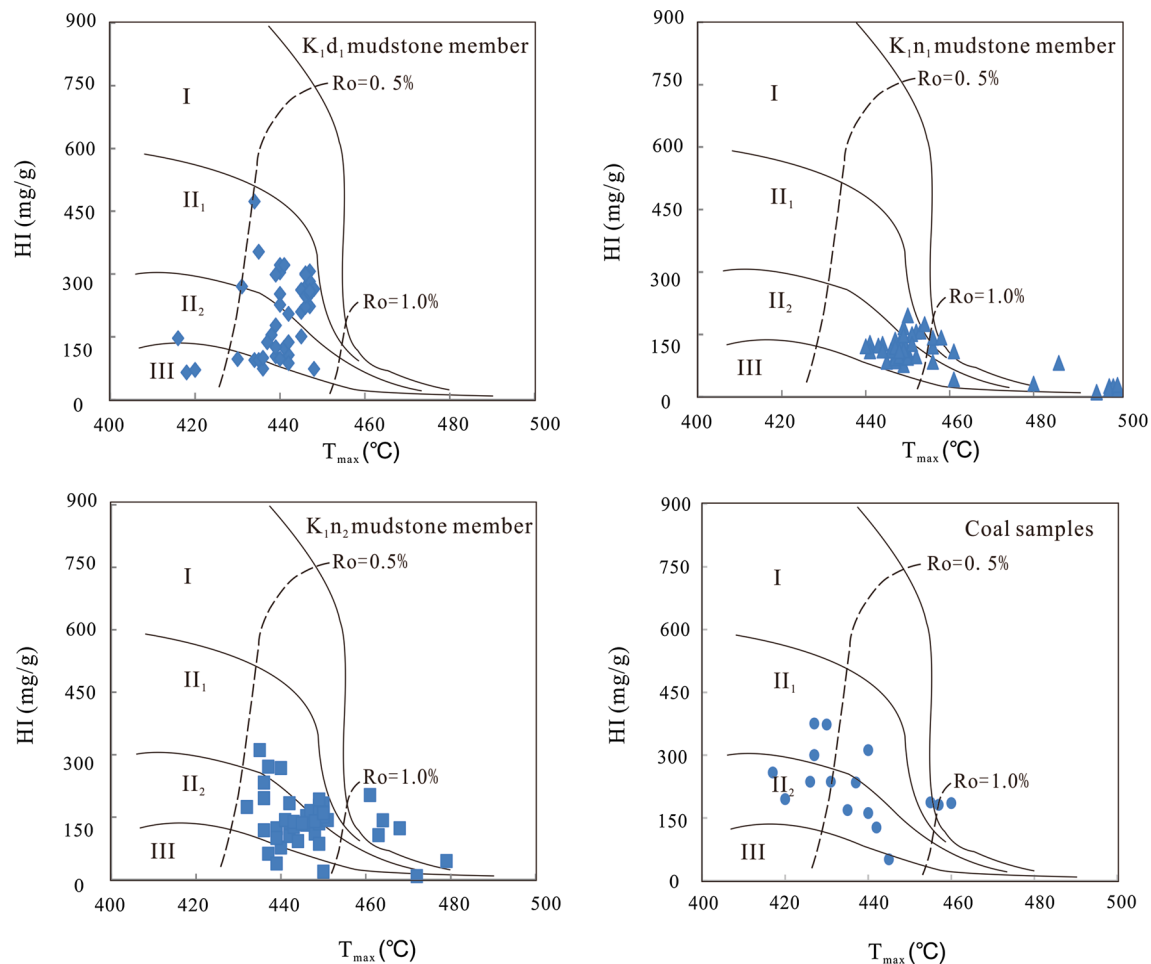 900
750
600
450
300
150
0
HI (mg/g)
K₁d₁ mudstone member
Ro=0. 5%
I
II₁
II₂
III
Ro=1.0%
400 420 440 460 480 500
Tmax (℃)
900
750
600
450
300
150
0
HI (mg/g)
K₁n₁ mudstone member
Ro=0.5%
I
II₁
II₂
III
Ro=1.0%
400 420 440 460 480 500
Tmax (℃)
900
750
600
450
300
150
0
HI (mg/g)
K₁n₂ mudstone member
Ro=0.5%
I
II₁
II₂
III
Ro=1.0%
400 420 440 460 480 500
Tmax (℃)
900
750
600
450
300
150
0
HI (mg/g)
Coal samples
Ro=0. 5%
I
II₁
II₂
III
Ro=1.0%
400 420 440 460 480 500
Tmax (℃)